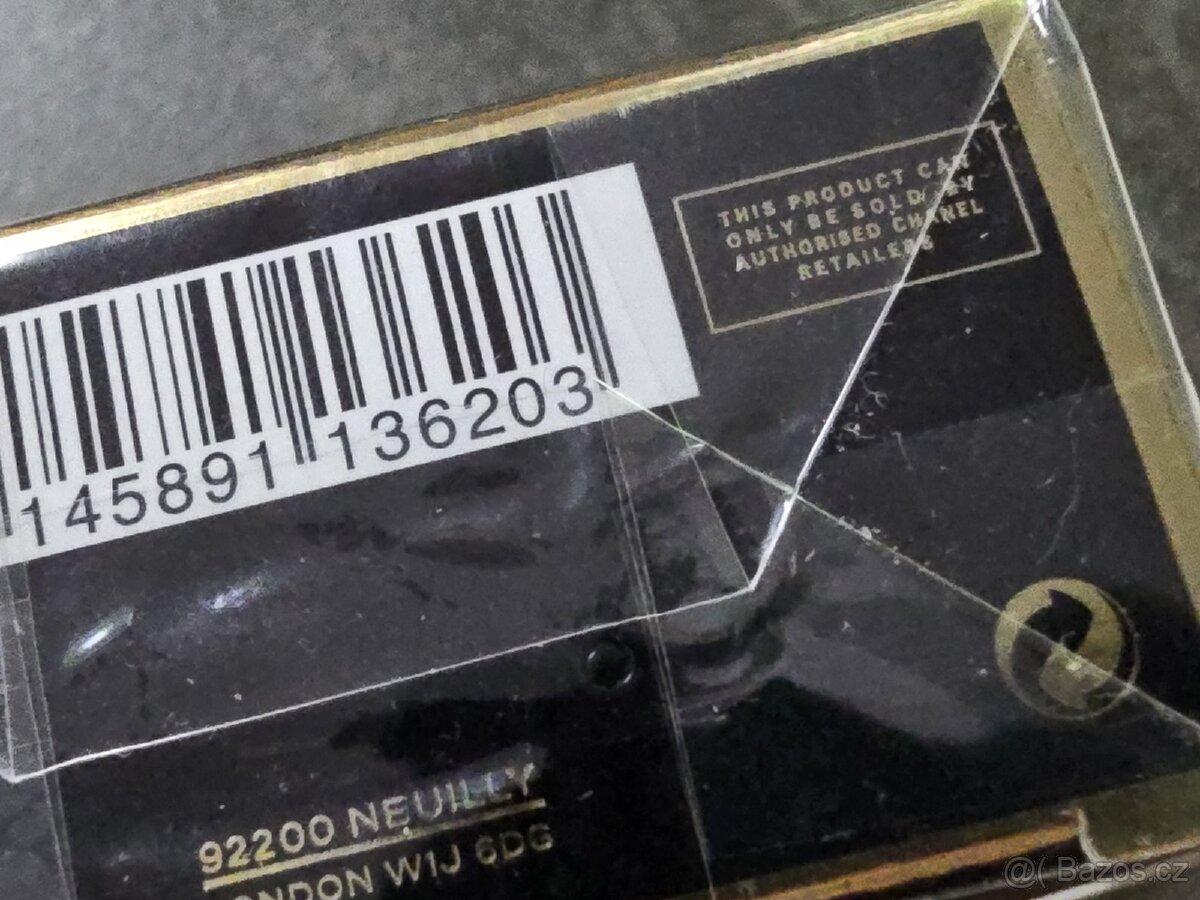 THIS PRODUCT CAN
ONLY BE SOLD BY
AUTHORISED CHANEL
RETAILERS
145891 136203
92200 NEUILLY
LONDON W1J 6DG
@( Bazos.cz